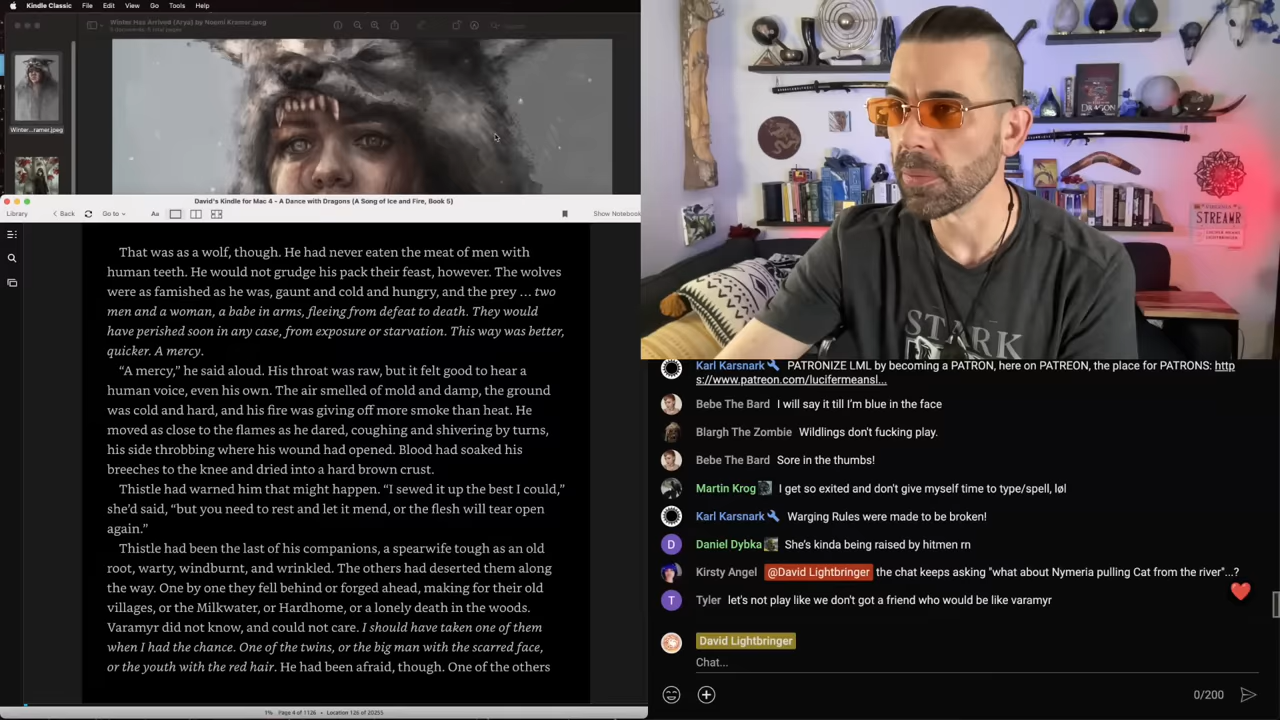 Kindle Classic File Edit View Go Tools Help
Winter Has Arrived (Arya) by Naomi Kramer.jpeg
Winter...ramer.jpeg
David's Kindle for Mac 4 - A Dance with Dragons (A Song of Ice and Fire, Book 5)
Library Back Go to Aa Show Notebook
That was as a wolf, though. He had never eaten the meat of men with
human teeth. He would not grudge his pack their feast, however. The wolves
were as famished as he was, gaunt and cold and hungry, and the prey … two
men and a woman, a babe in arms, fleeing from defeat to death. They would
have perished soon in any case, from exposure or starvation. This way was better,
quicker. A mercy.
“A mercy,” he said aloud. His throat was raw, but it felt good to hear a
human voice, even his own. The air smelled of mold and damp, the ground
was cold and hard, and his fire was giving off more smoke than heat. He
moved as close to the flames as he dared, coughing and shivering by turns,
his side throbbing where his wound had opened. Blood had soaked his
breeches to the knee and dried into a hard brown crust.
Thistle had warned him that might happen. “I sewed it up the best I could,”
she’d said, “but you need to rest and let it mend, or the flesh will tear open
again.”
Thistle had been the last of his companions, a spearwife tough as an old
root, warty, windburnt, and wrinkled. The others had deserted them along
the way. One by one they fell behind or forged ahead, making for their old
villages, or the Milkwater, or Hardhome, or a lonely death in the woods.
Varamyr did not know, and could not care. I should have taken one of them
when I had the chance. One of the twins, or the big man with the scarred face,
or the youth with the red hair. He had been afraid, though. One of the others
1% Page 4 of 1126 • Location 126 of 20255
DRAGON
STREAMR
STARK
Karl Karsnark PATRONIZE LML by becoming a PATRON, here on PATREON, the place for PATRONS: http
s://www.patreon.com/lucifermeansl...
Bebe The Bard I will say it till I'm blue in the face
Blargh The Zombie Wildlings don't fucking play.
Bebe The Bard Sore in the thumbs!
Martin Krog I get so exited and don't give myself time to type/spell, løl
Karl Karsnark Warging Rules were made to be broken!
D Daniel Dybka She's kinda being raised by hitmen rn
Kirsty Angel @David Lightbringer the chat keeps asking "what about Nymeria pulling Cat from the river"...?
T Tyler let's not play like we don't got a friend who would be like varamyr
David Lightbringer
Chat...
0/200